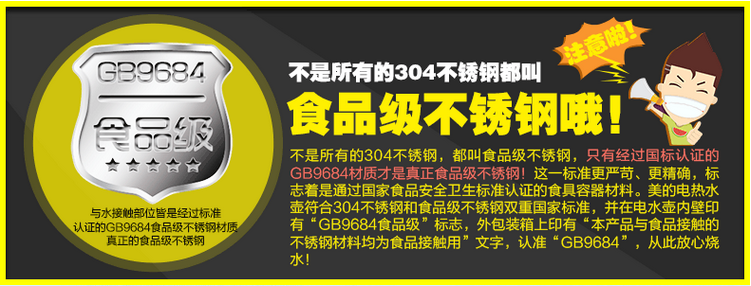 GB9684
食品级
与水接触部位皆是经过标准
认证的GB9684食品级不锈钢材质
真正的食品级不锈钢
注意啦!
不是所有的304不锈钢都叫
食品级不锈钢哦!
不是所有的304不锈钢，都叫食品级不锈钢，只有经过国标认证的
GB9684材质才是真正食品级不锈钢！这一标准更严苛、更精确，标
志着是通过国家食品安全卫生标准认证的食具容器材料。美的电热水
壶符合304不锈钢和食品级不锈钢双重国家标准，并在电水壶内壁印
有“GB9684食品级”标志，外包装箱上印有“本产品与食品接触的
不锈钢材料均为食品接触用”文字，认准“GB9684”，从此放心烧
水！